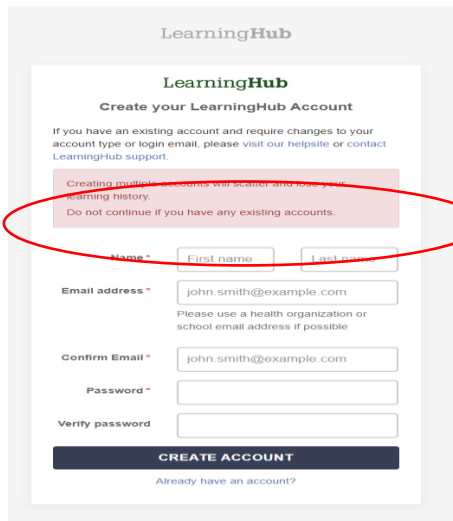 LearningHub
LearningHub
Create your LearningHub Account
If you have an existing account and require changes to your
account type or login email, please visit our helpsite or contact
LearningHub support.
Creating multiple accounts will scatter and lose your
learning history.
Do not continue if you have any existing accounts.
Name * First name Last name
Email address * john.smith@example.com
Please use a health organization or
school email address if possible
Confirm Email * john.smith@example.com
Password *
Verify password
CREATE ACCOUNT
Already have an account?